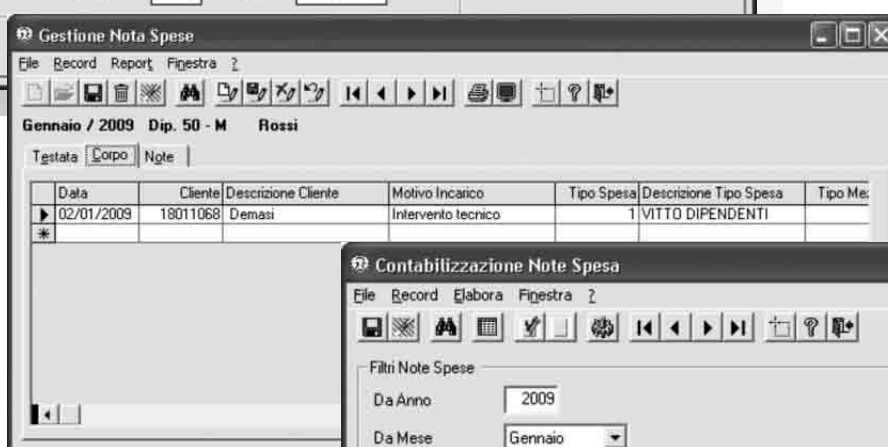 Gestione Nota Spese
File Record Report Finestra ?
Gennaio / 2009 Dip. 50 - M Rossi
Testata Corpo Note
Data Cliente Descrizione Cliente Motivo Incarico Tipo Spesa Descrizione Tipo Spesa Tipo Me
02/01/2009 18011068 Demasi Intervento tecnico 1 VITTO DIPENDENTI
Contabilizzazione Note Spesa
File Record Elabora Finestra ?
Filtri Note Spese
Da Anno 2009
Da Mese Gennaio